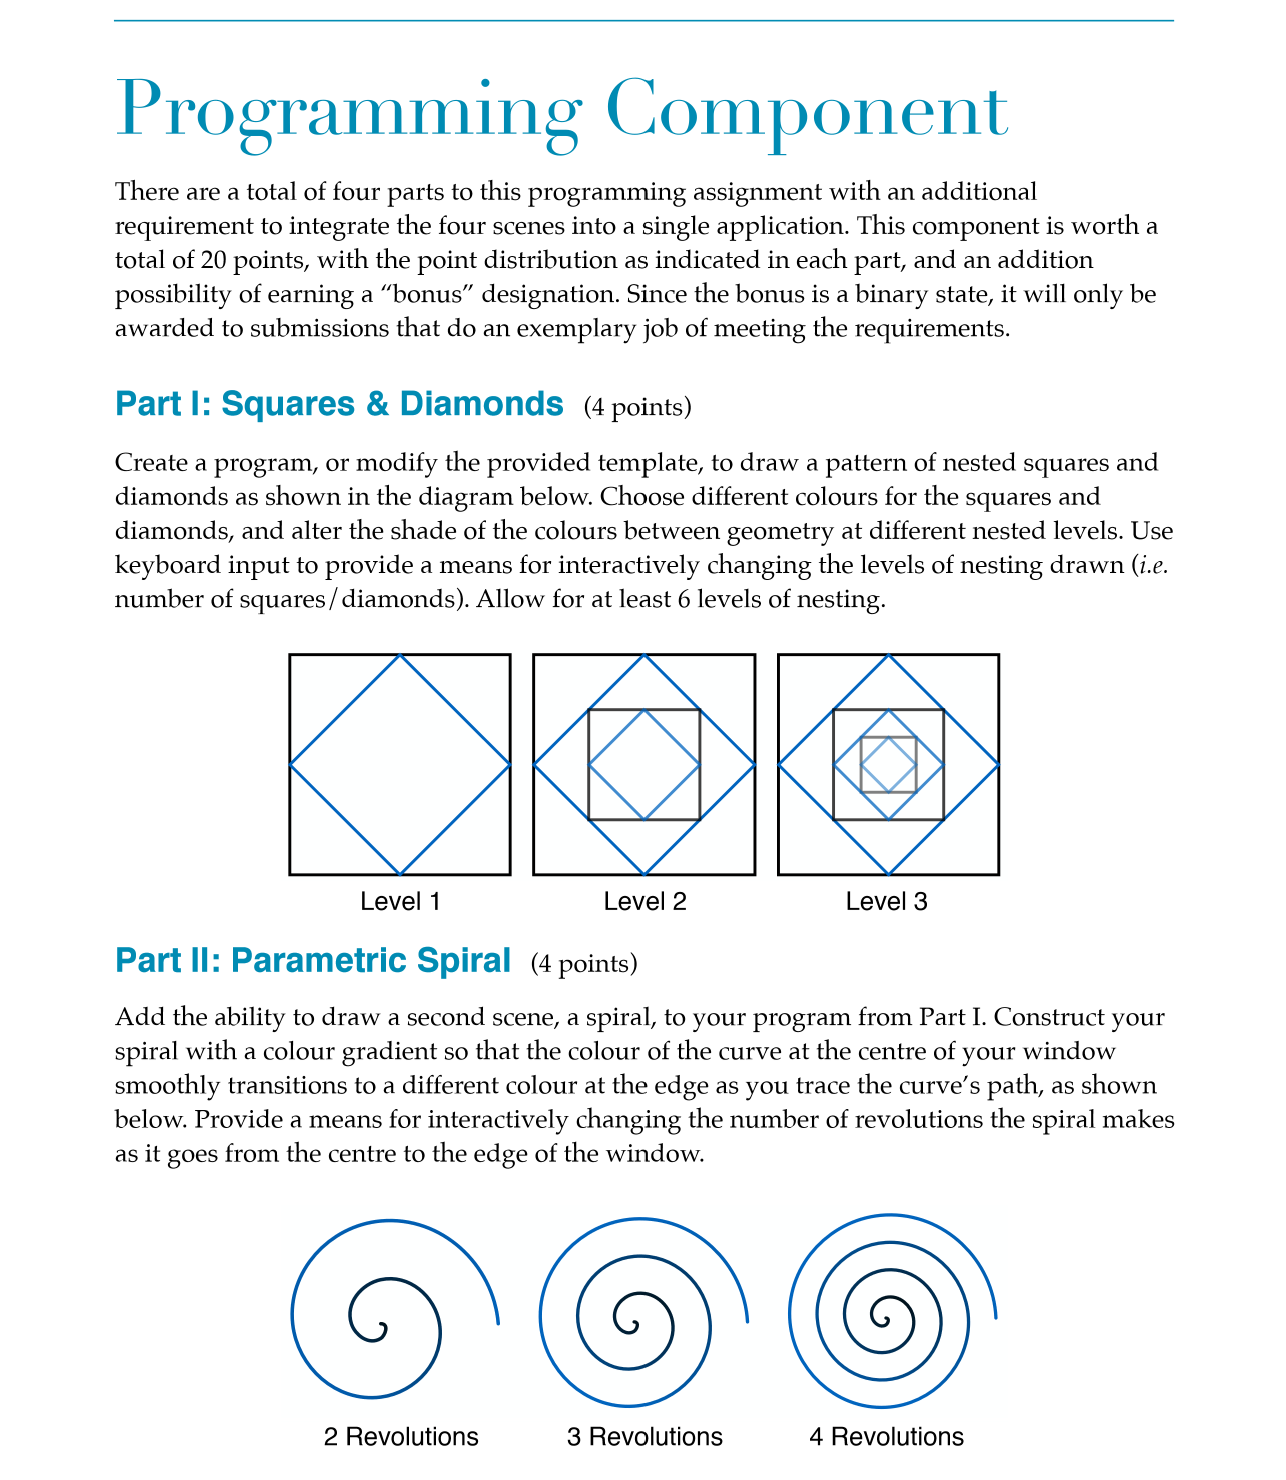 Programming Component
There are a total of four parts to this programming assignment with an additional
requirement to integrate the four scenes into a single application. This component is worth a
total of 20 points, with the point distribution as indicated in each part, and an addition
possibility of earning a “bonus” designation. Since the bonus is a binary state, it will only be
awarded to submissions that do an exemplary job of meeting the requirements.
Part I: Squares & Diamonds (4 points)
Create a program, or modify the provided template, to draw a pattern of nested squares and
diamonds as shown in the diagram below. Choose different colours for the squares and
diamonds, and alter the shade of the colours between geometry at different nested levels. Use
keyboard input to provide a means for interactively changing the levels of nesting drawn (i.e.
number of squares/diamonds). Allow for at least 6 levels of nesting.
Level 1 Level 2 Level 3
Part II: Parametric Spiral (4 points)
Add the ability to draw a second scene, a spiral, to your program from Part I. Construct your
spiral with a colour gradient so that the colour of the curve at the centre of your window
smoothly transitions to a different colour at the edge as you trace the curve’s path, as shown
below. Provide a means for interactively changing the number of revolutions the spiral makes
as it goes from the centre to the edge of the window.
2 Revolutions 3 Revolutions 4 Revolutions